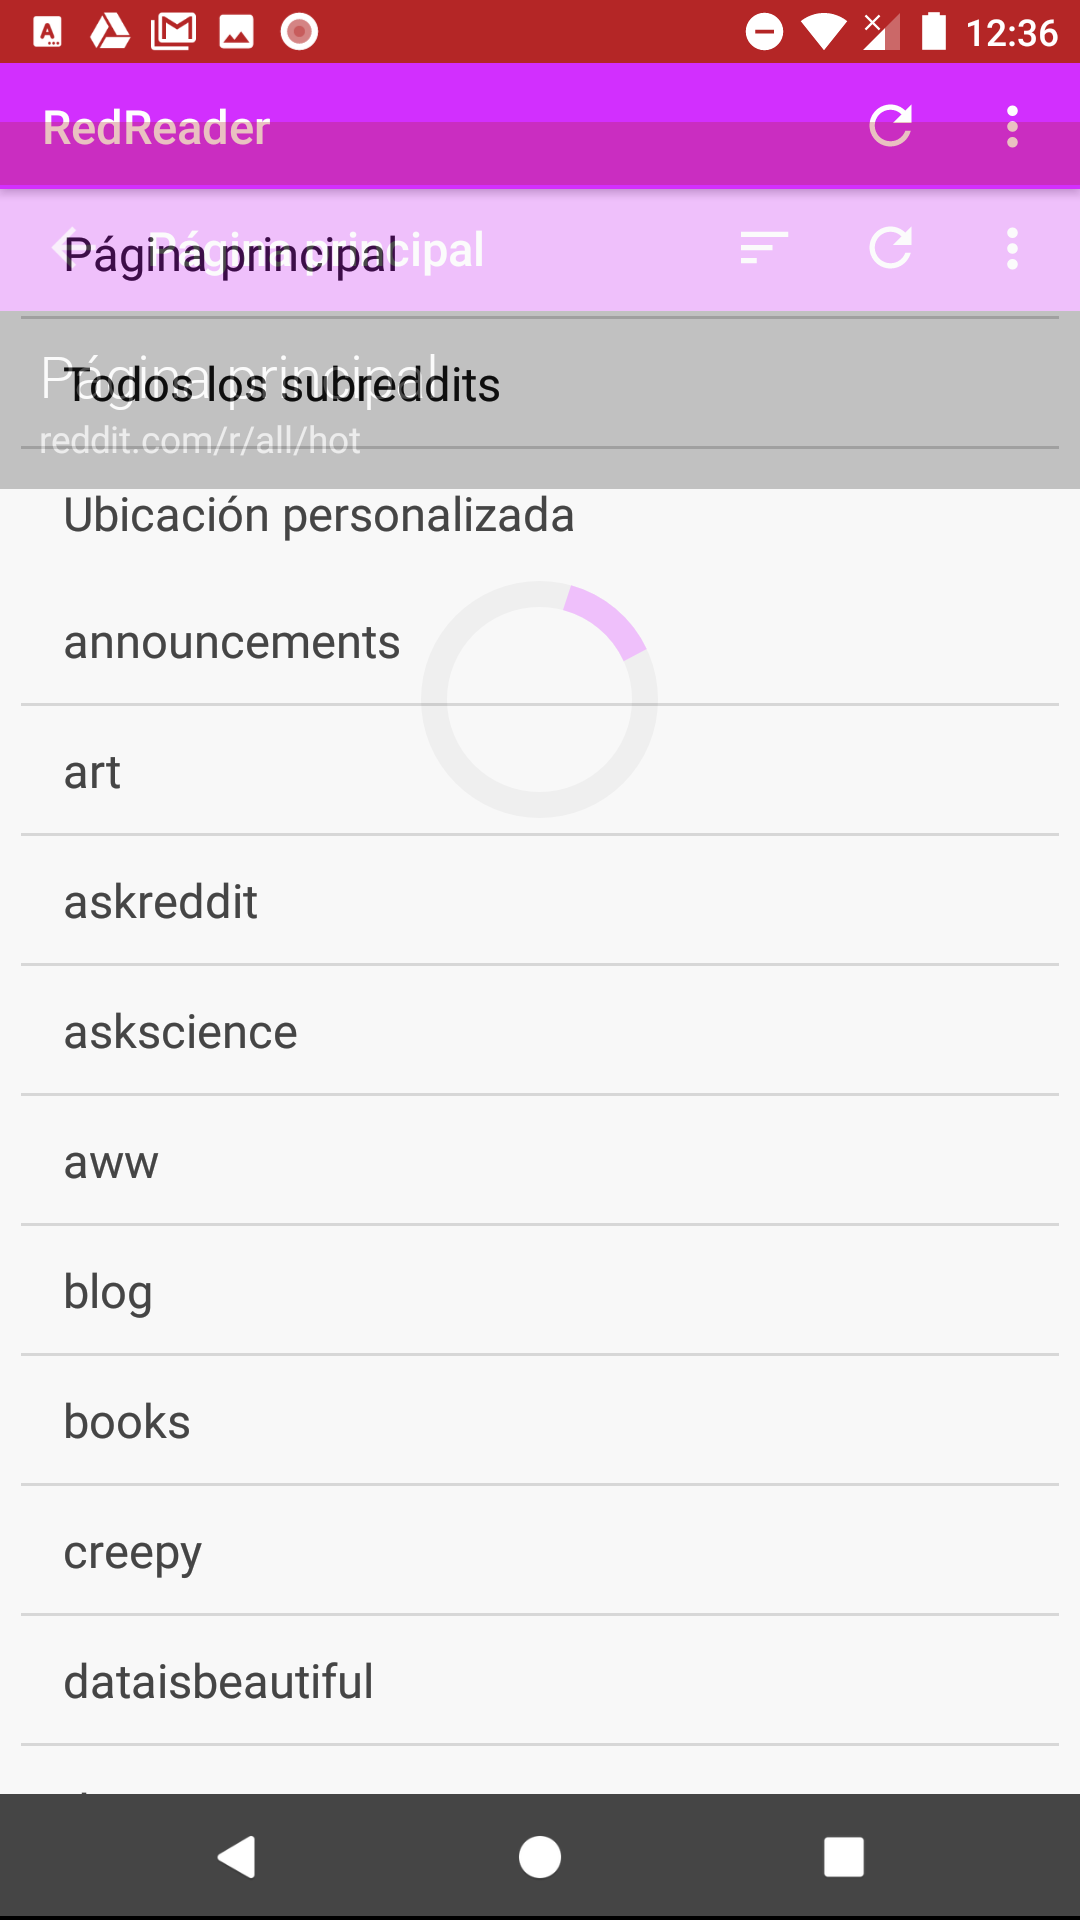 12:36
RedReader
Página principal
Página principal
Todos los subreddits
Página principal
reddit.com/r/all/hot
Ubicación personalizada
announcements
art
askreddit
askscience
aww
blog
books
creepy
dataisbeautiful